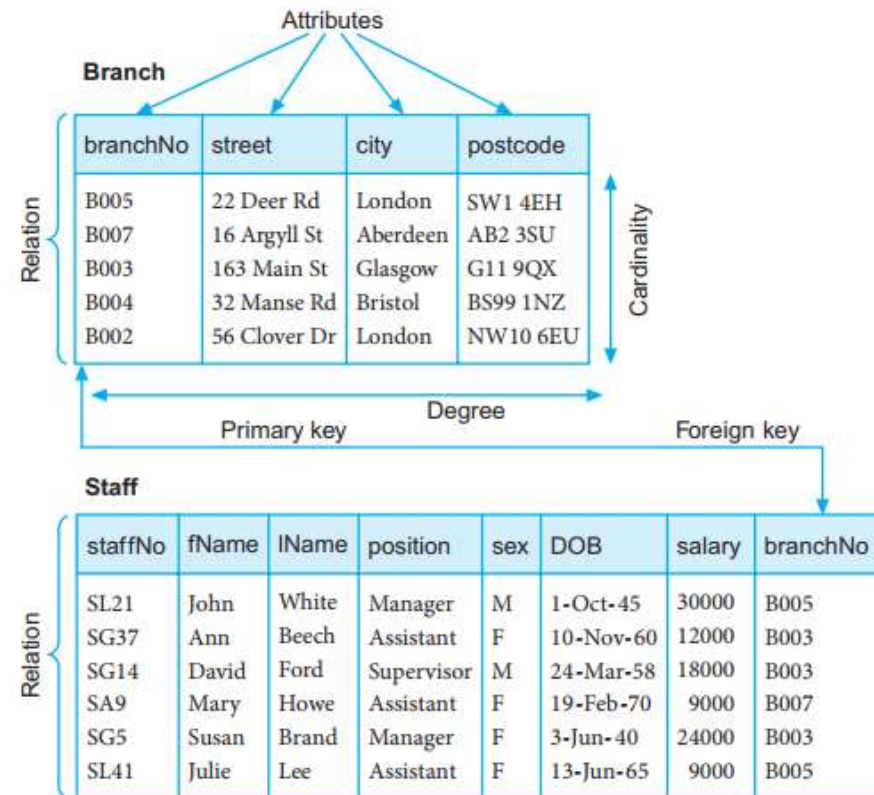 Attributes
Branch
branchNo street city postcode
B005 22 Deer Rd London SW1 4EH
B007 16 Argyll St Aberdeen AB2 3SU
B003 163 Main St Glasgow G11 9QX
B004 32 Manse Rd Bristol BS99 1NZ
B002 56 Clover Dr London NW10 6EU
Relation
Cardinality
Degree
Primary key Foreign key
Staff
staffNo fName lName position sex DOB salary branchNo
SL21 John White Manager M 1-Oct-45 30000 B005
SG37 Ann Beech Assistant F 10-Nov-60 12000 B003
SG14 David Ford Supervisor M 24-Mar-58 18000 B003
SA9 Mary Howe Assistant F 19-Feb-70 9000 B007
SG5 Susan Brand Manager F 3-Jun-40 24000 B003
SL41 Julie Lee Assistant F 13-Jun-65 9000 B005
Relation